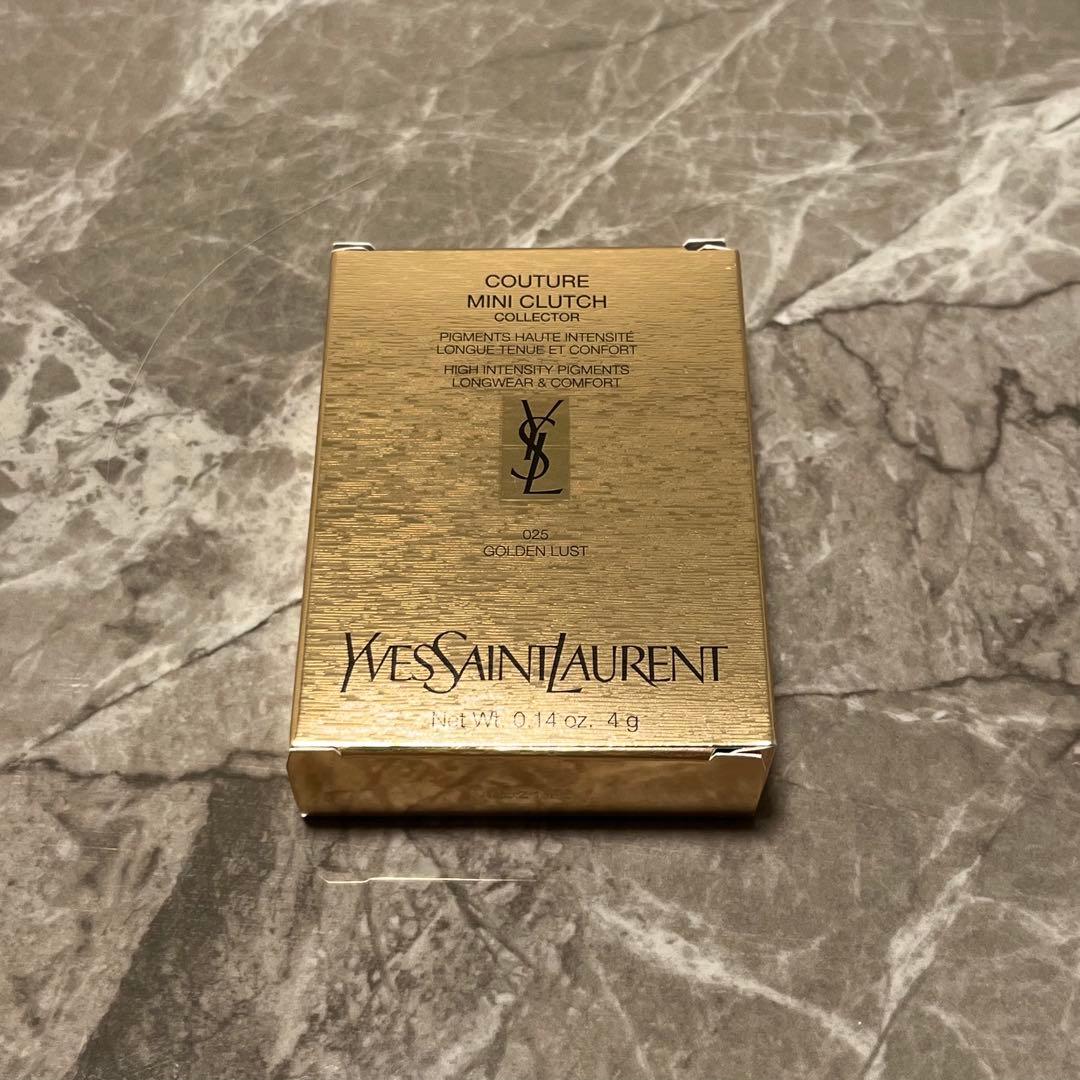 COUTURE
MINI CLUTCH
COLLECTOR
PIGMENTS HAUTE INTENSITÉ
LONGUE TENUE ET CONFORT
HIGH INTENSITY PIGMENTS
LONGWEAR & COMFORT
YSL
025
GOLDEN LUST
YVESSAINTLAURENT
Net Wt. 0.14 oz. 4 g